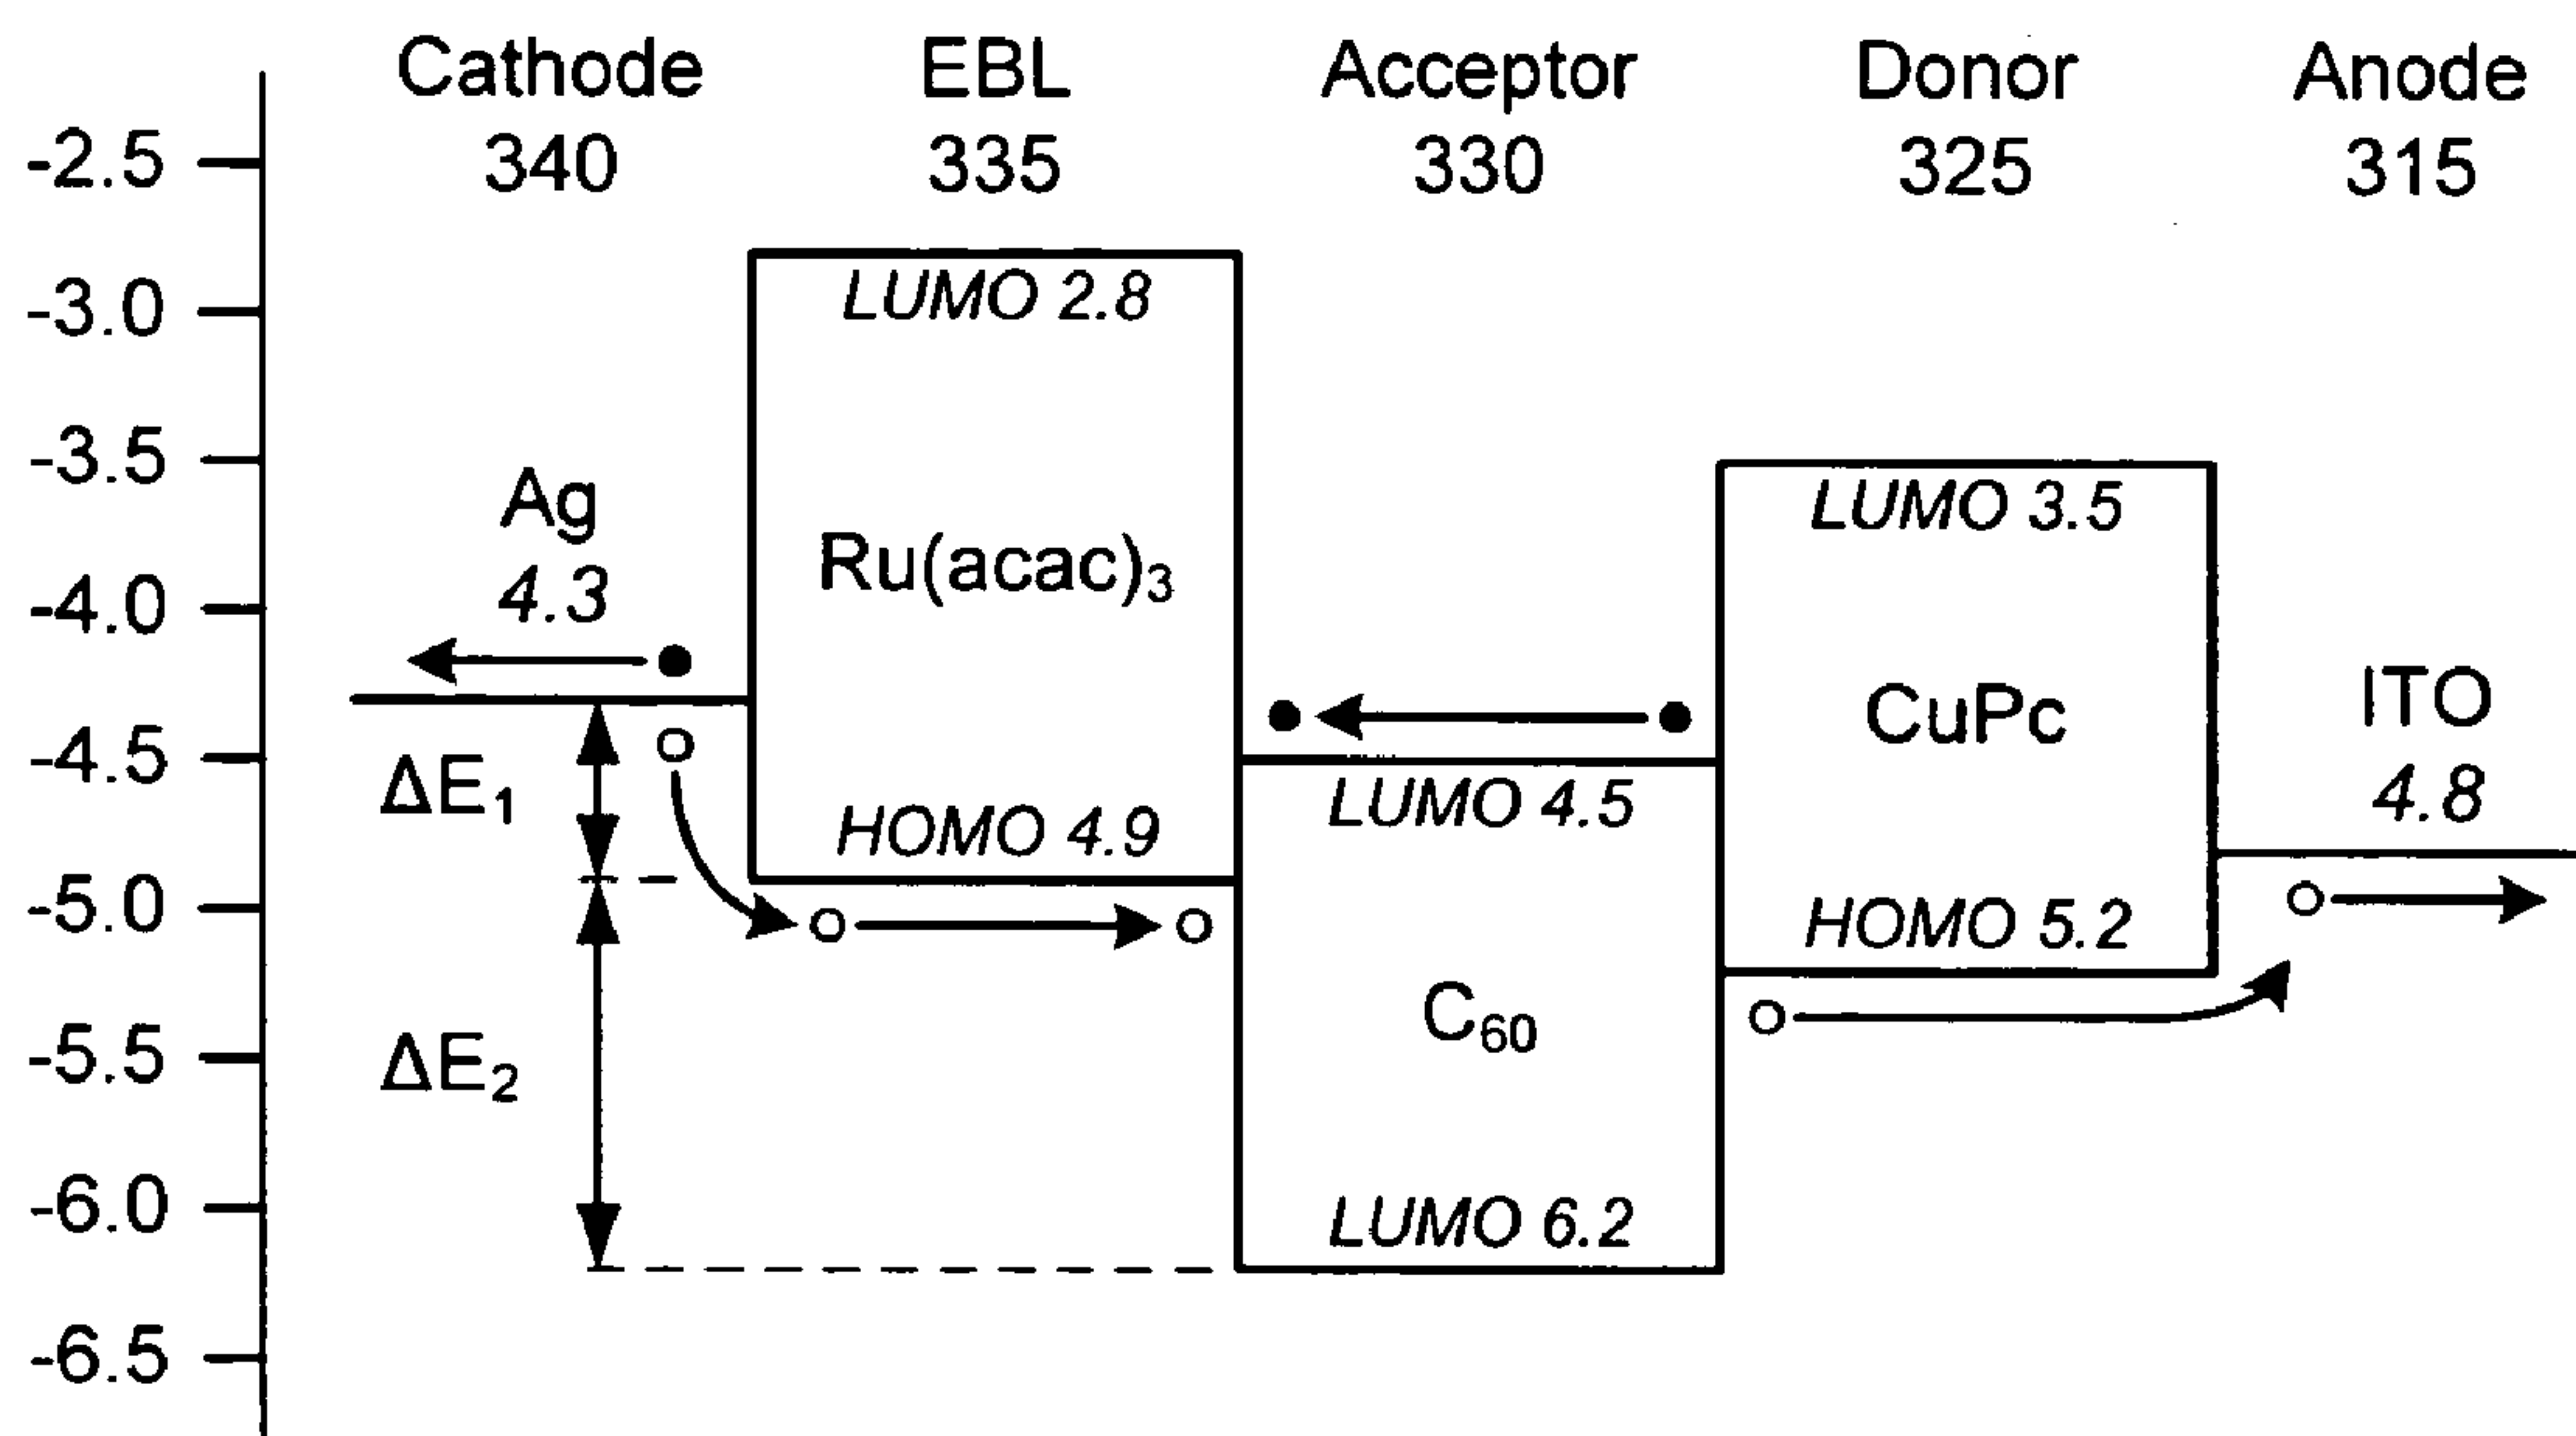 Cathode
340
EBL
335
Acceptor
330
Donor
325
Anode
315
-2.5
-3.0
-3.5
-4.0
-4.5
-5.0
-5.5
-6.0
-6.5
Ag
4.3
ΔE₁
ΔE₂
LUMO 2.8
Ru(acac)₃
HOMO 4.9
LUMO 4.5
C₆₀
LUMO 6.2
LUMO 3.5
CuPc
HOMO 5.2
ITO
4.8